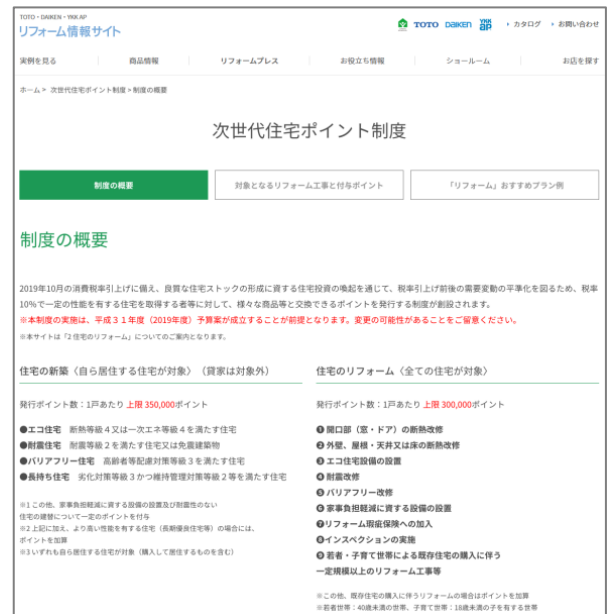 TOTO・DAIKEN・YKK AP
リフォーム情報サイト
TOTO DAIKEN YKK ap › カタログ › お問い合わせ
実例を見る 商品情報 リフォームプレス お役立ち情報 ショールーム お店を探す
ホーム > 次世代住宅ポイント制度 > 制度の概要
次世代住宅ポイント制度
制度の概要 対象となるリフォーム工事と付与ポイント 「リフォーム」おすすめプラン例
制度の概要
2019年10月の消費税率引上げに備え、良質な住宅ストックの形成に資する住宅投資の喚起を通じて、税率引上げ前後の需要変動の平準化を図るため、税率
10%で一定の性能を有する住宅を取得する者等に対して、様々な商品等と交換できるポイントを発行する制度が創設されます。
※本制度の実施は、平成31年度（2019年度）予算案が成立することが前提となります。変更の可能性があることをご留意ください。
※本サイトは「2 住宅のリフォーム」についてのご案内となります。
住宅の新築〈自ら居住する住宅が対象〉（貸家は対象外）
発行ポイント数：1戸あたり 上限 350,000ポイント
●エコ住宅 断熱等級4又は一次エネ等級4を満たす住宅
●耐震住宅 耐震等級2を満たす住宅又は免震建築物
●バリアフリー住宅 高齢者等配慮対策等級3を満たす住宅
●長持ち住宅 劣化対策等級3かつ維持管理対策等級2等を満たす住宅
※1 この他、家事負担軽減に資する設備の設置及び耐震性のない
住宅の建替について一定のポイントを付与
※2 上記に加え、より高い性能を有する住宅（長期優良住宅等）の場合には、
ポイントを加算
※3 いずれも自ら居住する住宅が対象（購入して居住するものを含む）
住宅のリフォーム〈全ての住宅が対象〉
発行ポイント数：1戸あたり 上限 300,000ポイント
❶開口部（窓・ドア）の断熱改修
❷外壁、屋根・天井又は床の断熱改修
❸エコ住宅設備の設置
❹耐震改修
❺バリアフリー改修
❻家事負担軽減に資する設備の設置
❼リフォーム瑕疵保険への加入
❽インスペクションの実施
❾若者・子育て世帯による既存住宅の購入に伴う
一定規模以上のリフォーム工事等
※この他、既存住宅の購入に伴うリフォームの場合はポイントを加算
※若者世帯：40歳未満の世帯、子育て世帯：18歳未満の子を有する世帯